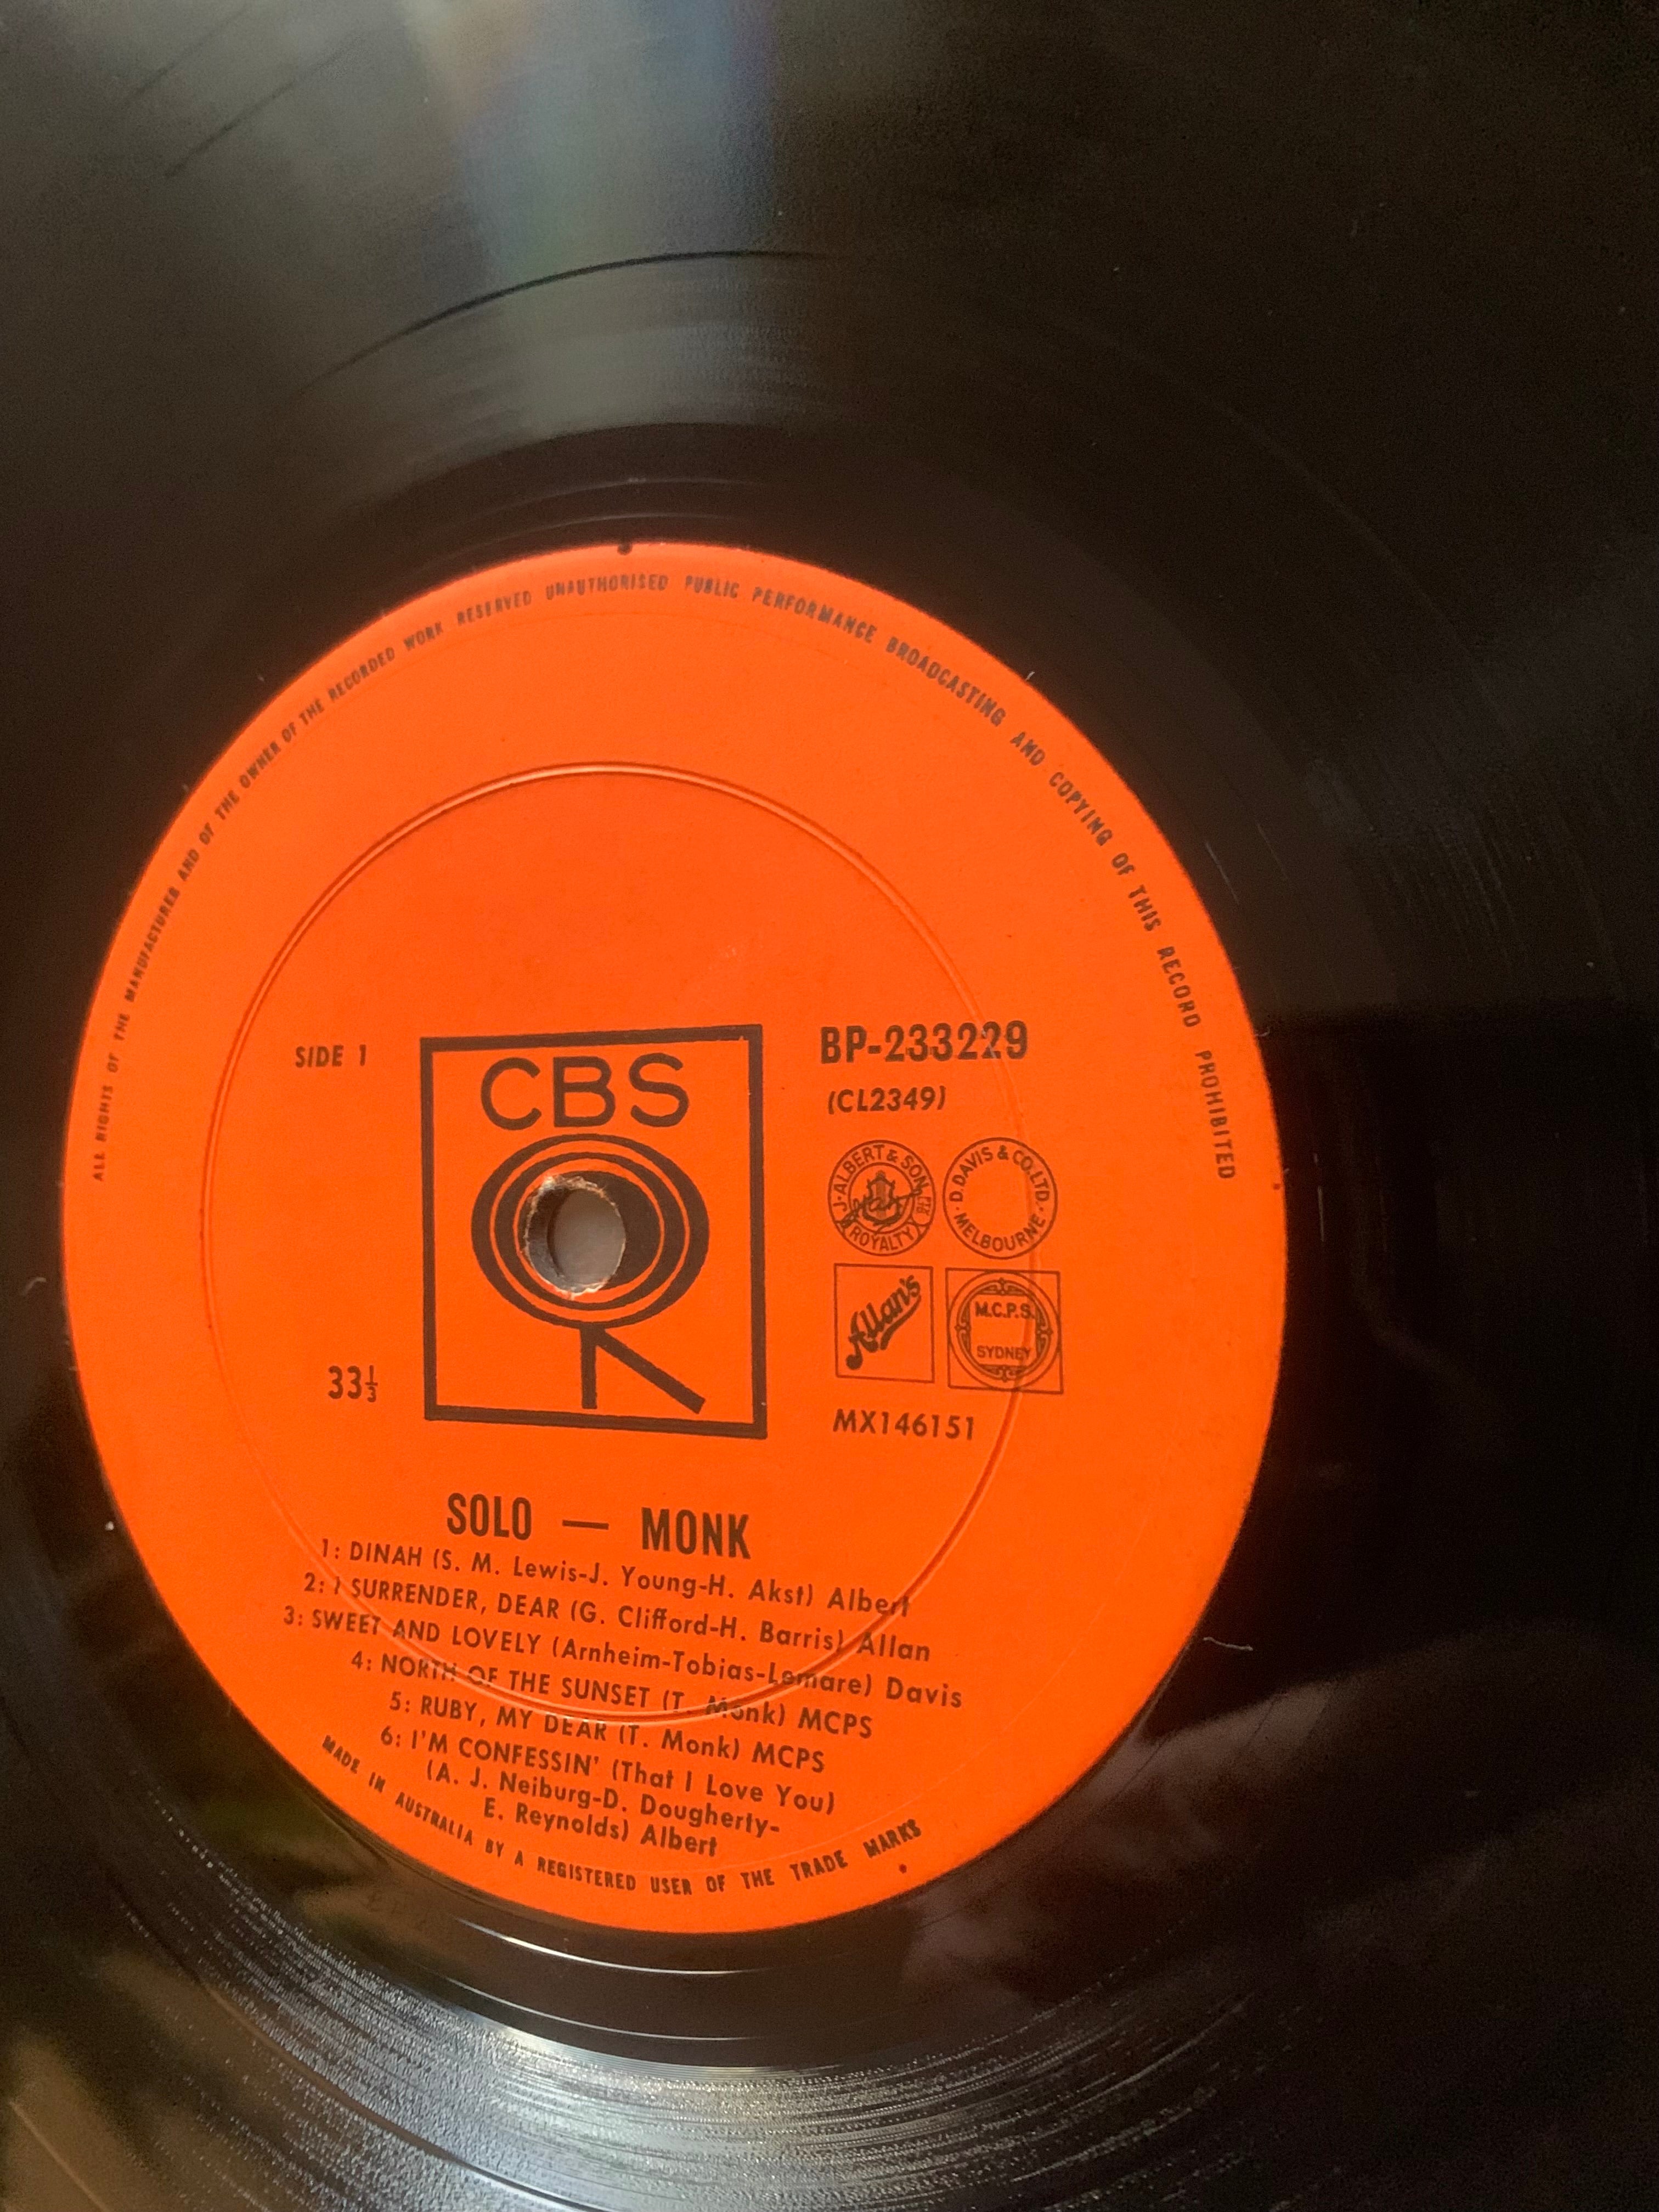 ALL RIGHTS OF THE MANUFACTURER AND OF THE OWNER OF THE RECORDED WORK RESERVED UNAUTHORISED PUBLIC PERFORMANCE BROADCASTING AND COPYING OF THIS RECORD PROHIBITED
SIDE 1
CBS
BP-233229
(CL2349)
J. ALBERT & SON PTY. ROYALTY
D. DAVIS & CO. LTD. MELBOURNE
Allan's
M.C.P.S.
SYDNEY
33⅓
MX146151
SOLO — MONK
1: DINAH (S. M. Lewis-J. Young-H. Akst) Albert
2: I SURRENDER, DEAR (G. Clifford-H. Barris) Allan
3: SWEET AND LOVELY (Arnheim-Tobias-Lemare) Davis
4: NORTH OF THE SUNSET (T. Monk) MCPS
5: RUBY, MY DEAR (T. Monk) MCPS
6: I'M CONFESSIN' (That I Love You)
(A. J. Neiburg-D. Dougherty-
E. Reynolds) Albert
MADE IN AUSTRALIA BY A REGISTERED USER OF THE TRADE MARKS